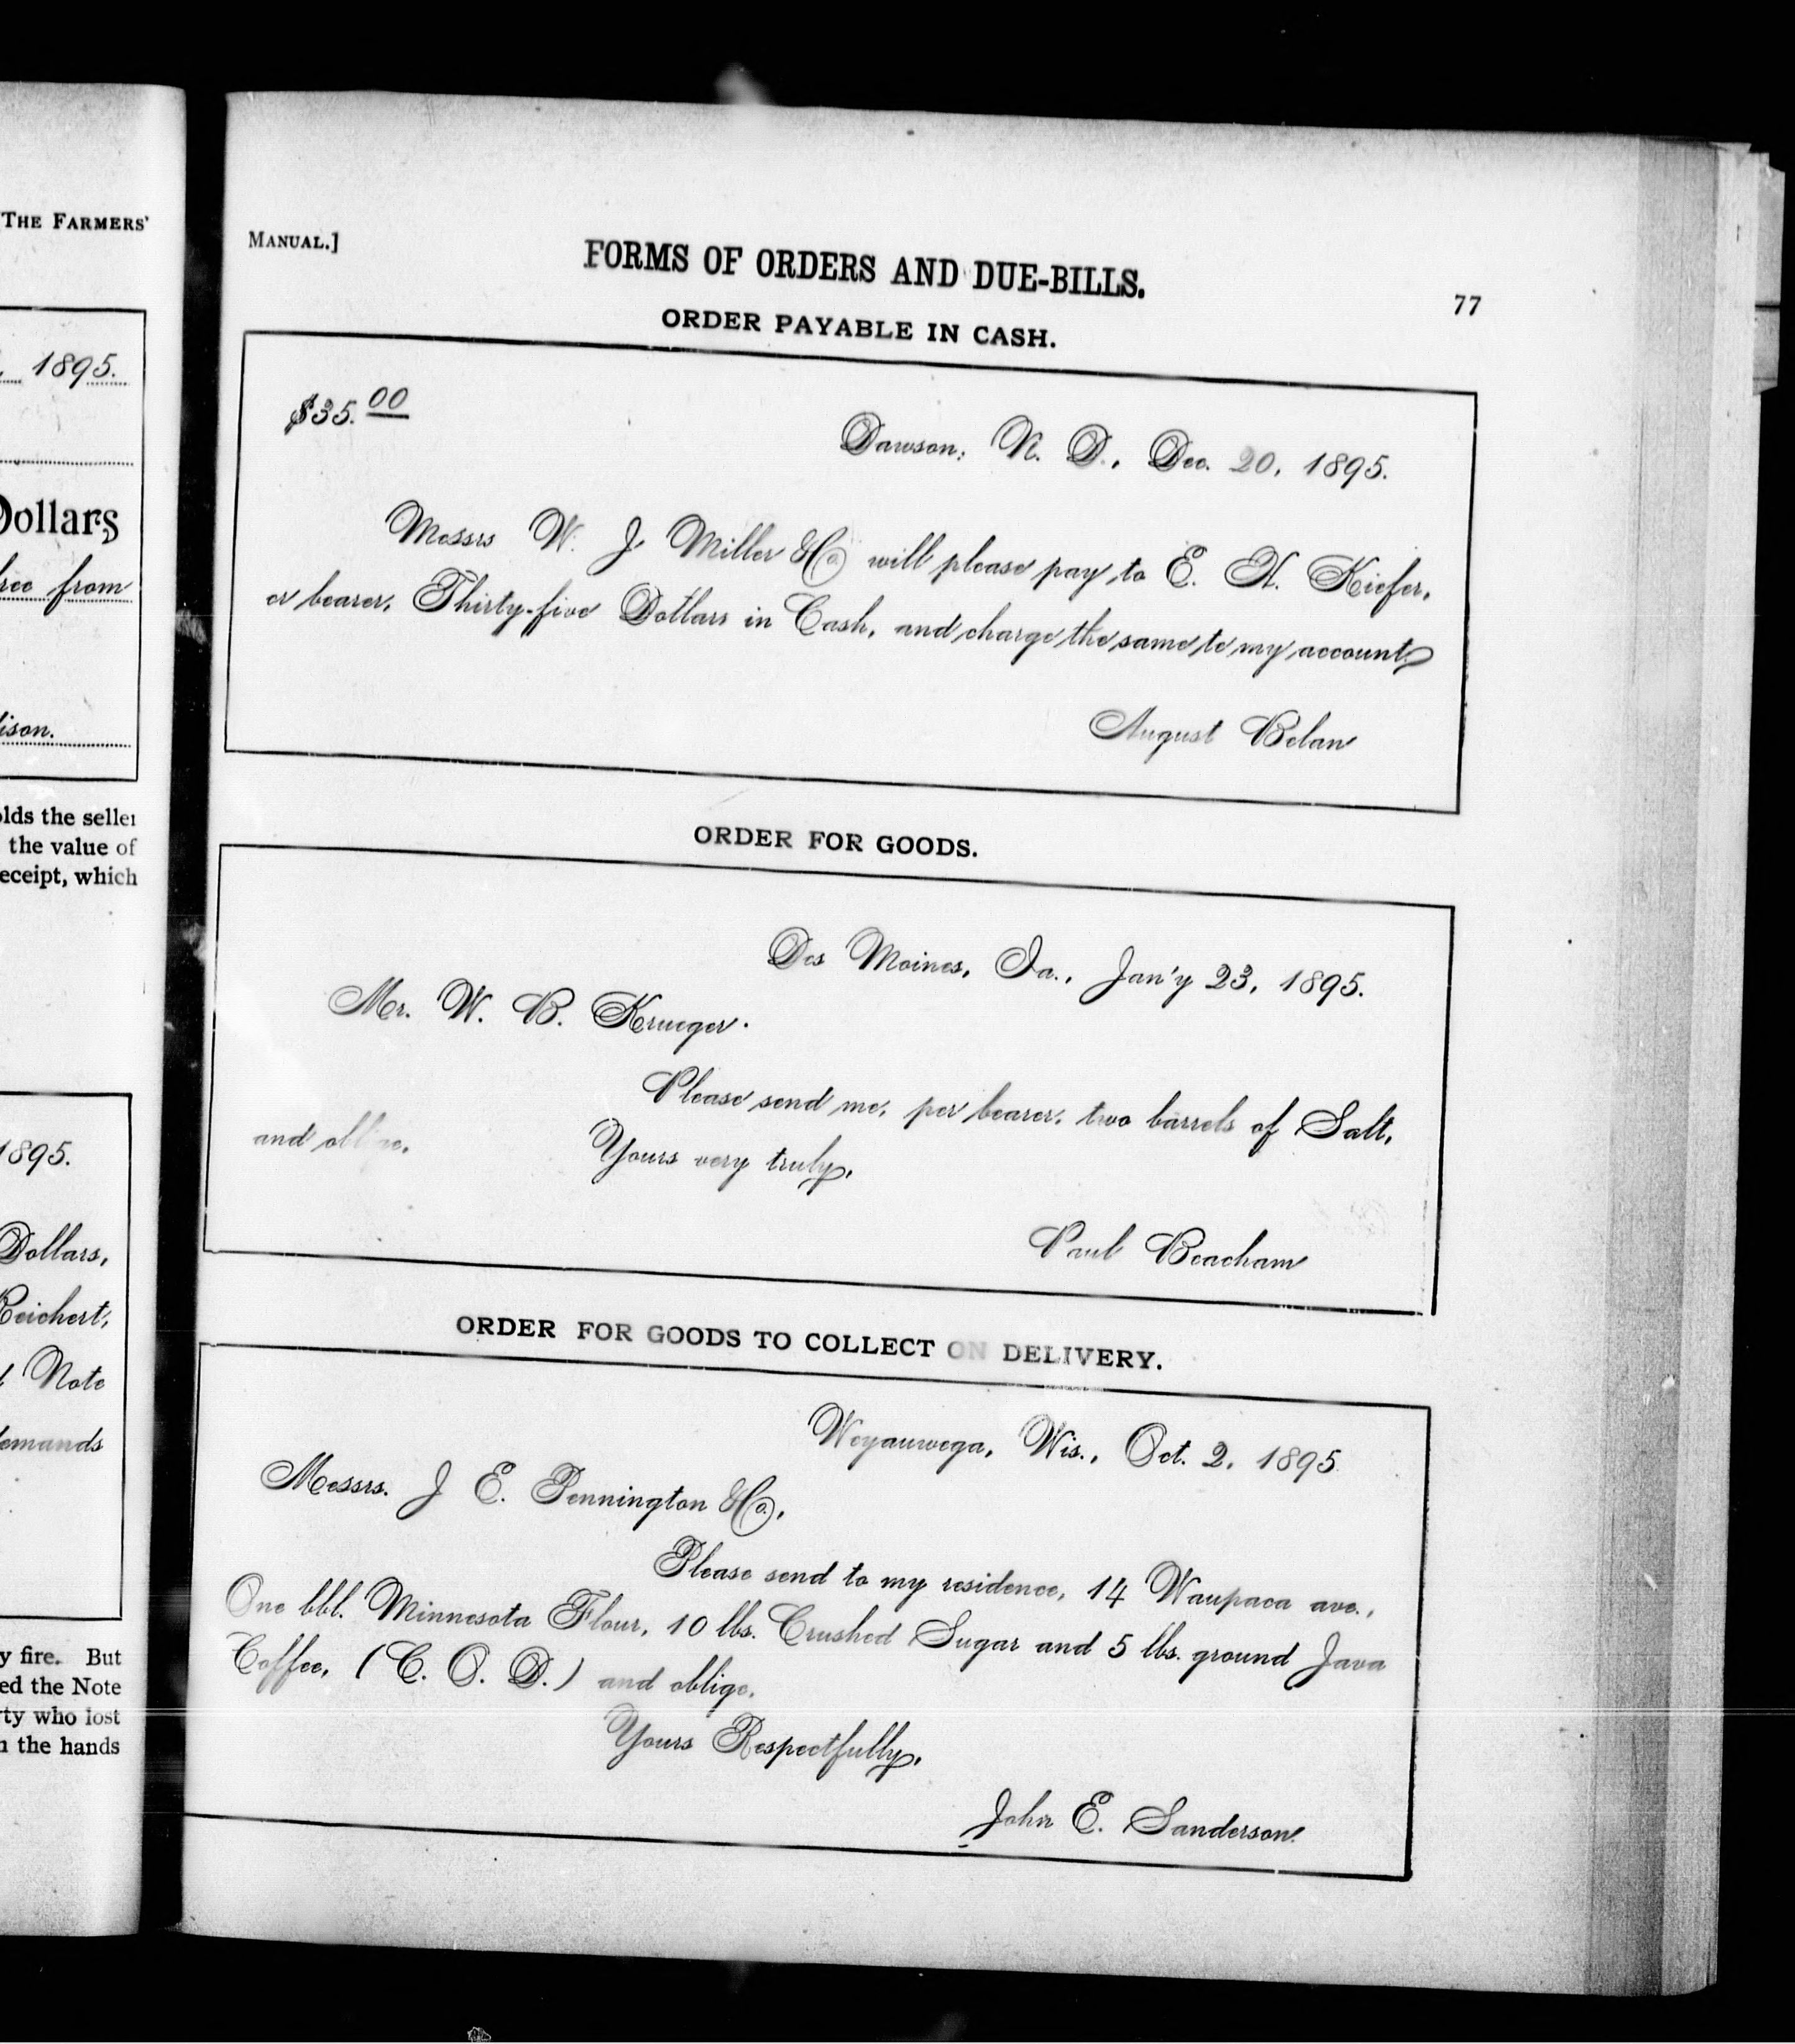 THE FARMERS'
1895.
Dollars
free from
ison.
olds the seller
the value of
receipt, which
1895.
Dollars,
Reichert,
Note
demands
y fire. But
ed the Note
rty who lost
n the hands
MANUAL.]
FORMS OF ORDERS AND DUE-BILLS.
77
ORDER PAYABLE IN CASH.
$35.00
Dawson, N. D., Dec. 20, 1895.
Messrs W. J. Miller & Co. will please pay to E. K. Kiefer,
or bearer, Thirty-five Dollars in Cash, and charge the same to my account.
August Belan
ORDER FOR GOODS.
Des Moines, Ia., Jan'y 23, 1895.
Mr. W. B. Krueger.
Please send me, per bearer, two barrels of Salt,
and oblige,
Yours very truly,
Paul Beacham
ORDER FOR GOODS TO COLLECT ON DELIVERY.
Weyauwega, Wis., Oct. 2, 1895
Messrs. J E. Pennington & Co.,
Please send to my residence, 14 Waupaca ave.,
One bbl. Minnesota Flour, 10 lbs. Crushed Sugar and 5 lbs. ground Java
Coffee, (C. O. D.) and oblige,
Yours Respectfully,
John E. Sanderson.